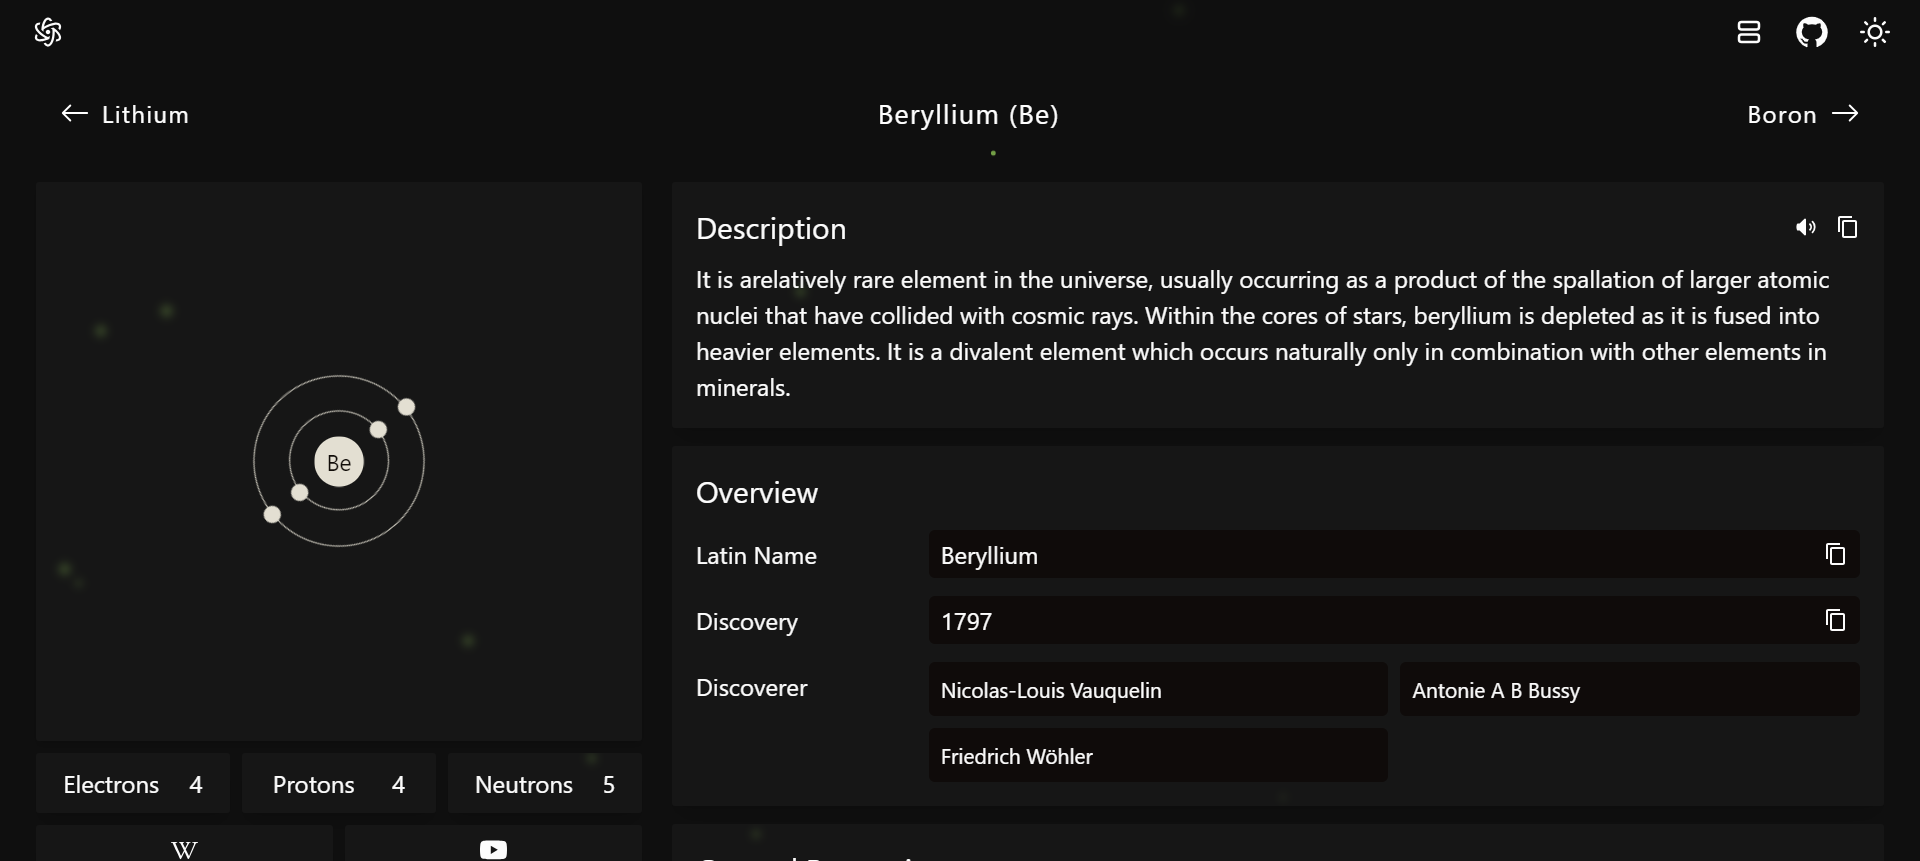 Lithium
Beryllium (Be)
Boron
Be
Electrons 4
Protons 4
Neutrons 5
W
Description
It is arelatively rare element in the universe, usually occurring as a product of the spallation of larger atomic
nuclei that have collided with cosmic rays. Within the cores of stars, beryllium is depleted as it is fused into
heavier elements. It is a divalent element which occurs naturally only in combination with other elements in
minerals.
Overview
Latin Name Beryllium
Discovery 1797
Discoverer Nicolas-Louis Vauquelin Antonie A B Bussy
Friedrich Wöhler